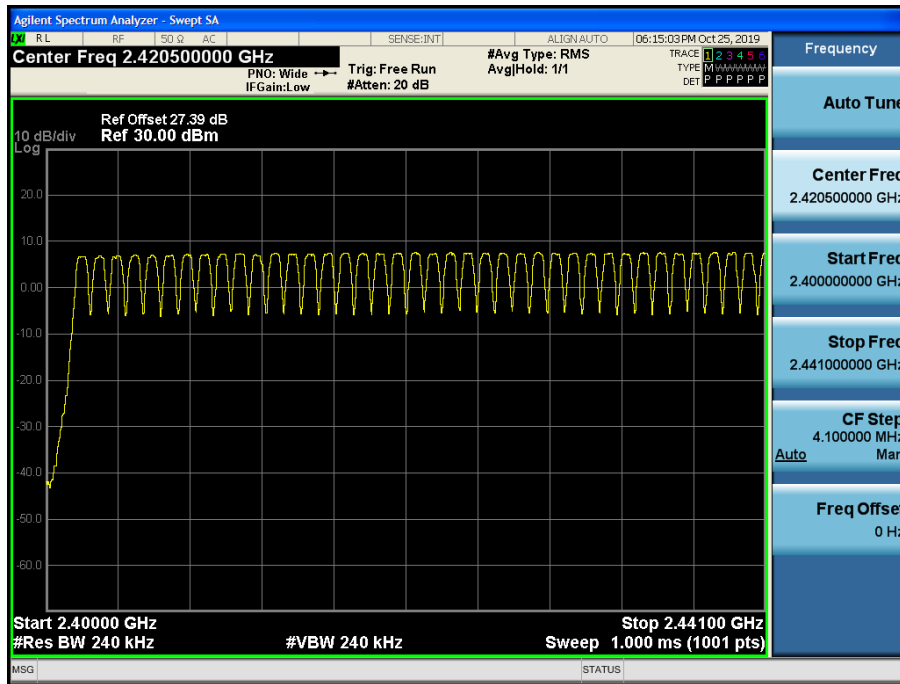 Agilent Spectrum Analyzer - Swept SA
LXI RL RF 50 Ω AC SENSE:INT ALIGN AUTO 06:15:03 PM Oct 25, 2019
Center Freq 2.420500000 GHz #Avg Type: RMS TRACE 1 2 3 4 5 6
PNO: Wide Trig: Free Run Avg|Hold: 1/1 TYPE M WWWWW
IFGain:Low #Atten: 20 dB DET P P P P P P
Ref Offset 27.39 dB
10 dB/div Ref 30.00 dBm
Log
20.0
10.0
0.00
-10.0
-20.0
-30.0
-40.0
-50.0
-60.0
Start 2.40000 GHz Stop 2.44100 GHz
#Res BW 240 kHz #VBW 240 kHz Sweep 1.000 ms (1001 pts)
MSG STATUS
Frequency
Auto Tune
Center Freq
2.420500000 GHz
Start Freq
2.400000000 GHz
Stop Freq
2.441000000 GHz
CF Step
4.100000 MHz
Auto Man
Freq Offset
0 Hz